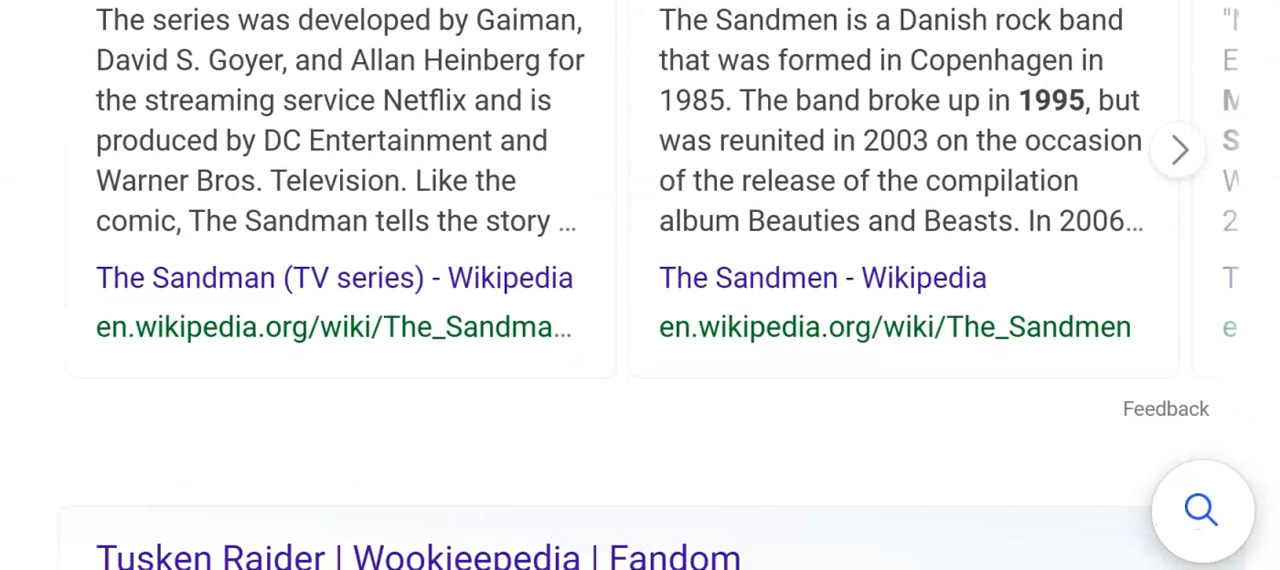 The series was developed by Gaiman,
David S. Goyer, and Allan Heinberg for
the streaming service Netflix and is
produced by DC Entertainment and
Warner Bros. Television. Like the
comic, The Sandman tells the story ...
The Sandman (TV series) - Wikipedia
en.wikipedia.org/wiki/The_Sandma...
The Sandmen is a Danish rock band
that was formed in Copenhagen in
1985. The band broke up in 1995, but
was reunited in 2003 on the occasion
of the release of the compilation
album Beauties and Beasts. In 2006...
The Sandmen - Wikipedia
en.wikipedia.org/wiki/The_Sandmen
Feedback
Tusken Raider | Wookieepedia | Fandom